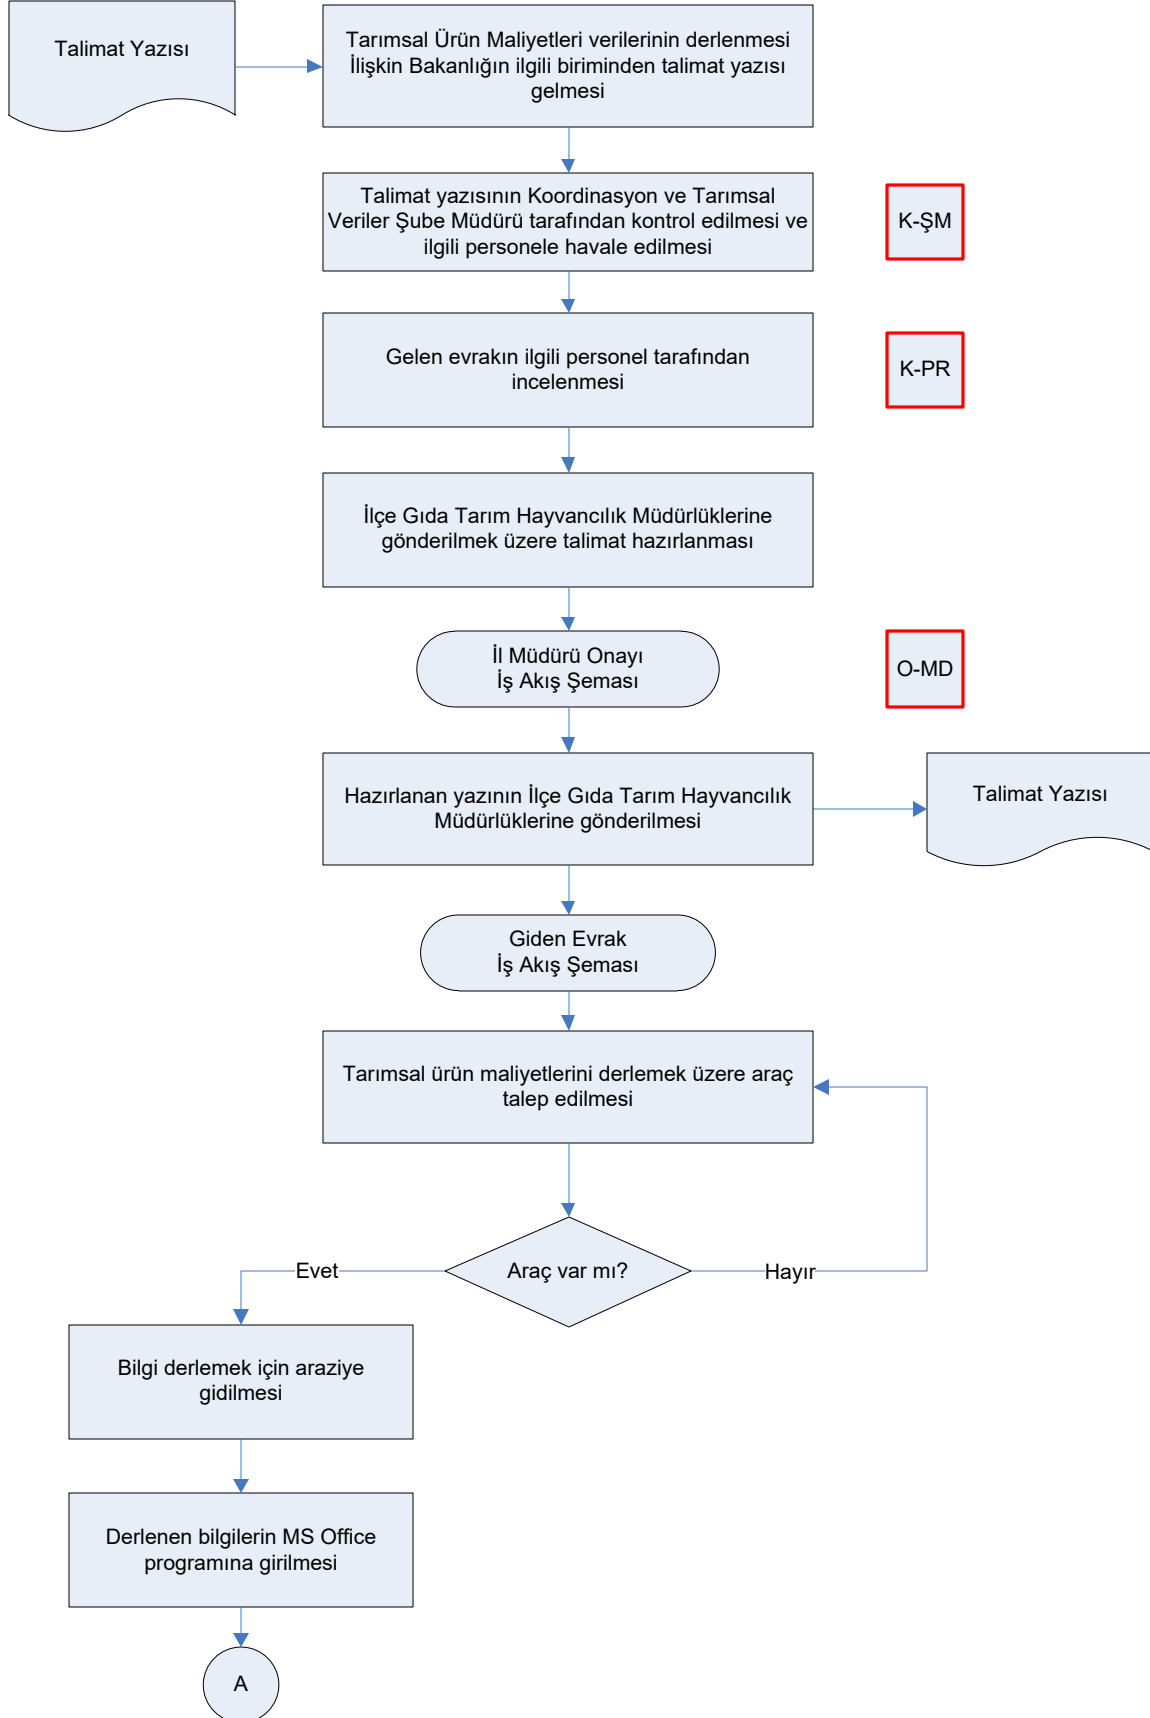 Talimat Yazısı
Tarımsal Ürün Maliyetleri verilerinin derlenmesi
İlişkin Bakanlığın ilgili biriminden talimat yazısı
gelmesi
Talimat yazısının Koordinasyon ve Tarımsal
Veriler Şube Müdürü tarafından kontrol edilmesi ve
ilgili personele havale edilmesi
K-ŞM
Gelen evrakın ilgili personel tarafından
incelenmesi
K-PR
İlçe Gıda Tarım Hayvancılık Müdürlüklerine
gönderilmek üzere talimat hazırlanması
İl Müdürü Onayı
İş Akış Şeması
O-MD
Hazırlanan yazının İlçe Gıda Tarım Hayvancılık
Müdürlüklerine gönderilmesi
Talimat Yazısı
Giden Evrak
İş Akış Şeması
Tarımsal ürün maliyetlerini derlemek üzere araç
talep edilmesi
Araç var mı?
Evet
Hayır
Bilgi derlemek için araziye
gidilmesi
Derlenen bilgilerin MS Office
programına girilmesi
A